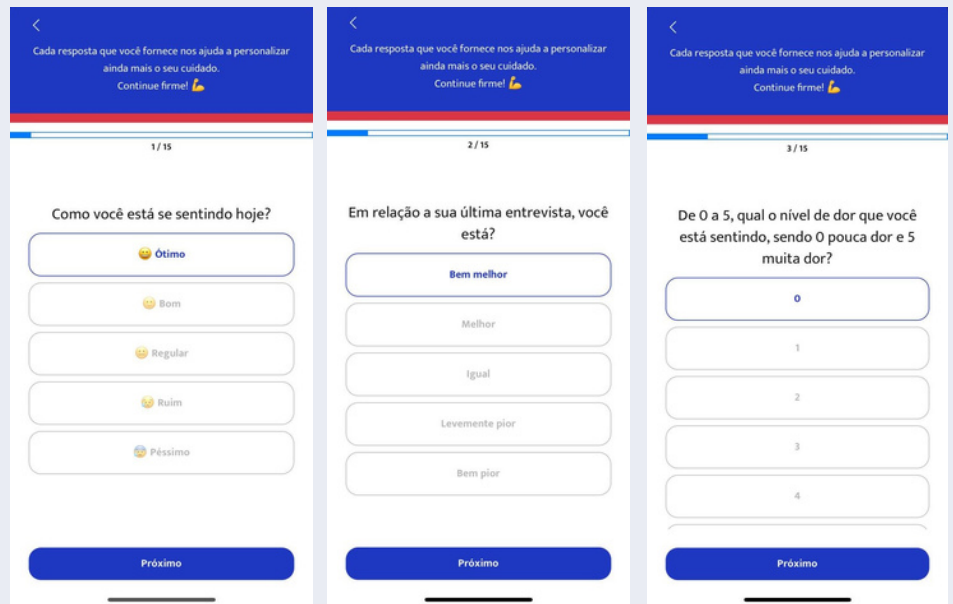 Cada resposta que você fornece nos ajuda a personalizar
ainda mais o seu cuidado.
Continue firme! 💪
1 / 15
Como você está se sentindo hoje?
😀 Ótimo
🙂 Bom
😐 Regular
😢 Ruim
😰 Péssimo
Próximo
Cada resposta que você fornece nos ajuda a personalizar
ainda mais o seu cuidado.
Continue firme! 💪
2 / 15
Em relação a sua última entrevista, você
está?
Bem melhor
Melhor
Igual
Levemente pior
Bem pior
Próximo
Cada resposta que você fornece nos ajuda a personalizar
ainda mais o seu cuidado.
Continue firme! 💪
3 / 15
De 0 a 5, qual o nível de dor que você
está sentindo, sendo 0 pouca dor e 5
muita dor?
0
1
2
3
4
Próximo